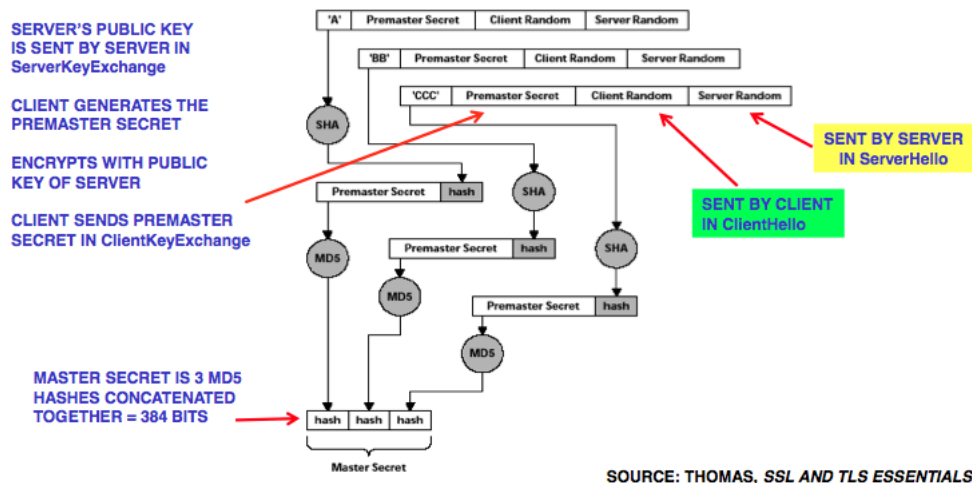 SERVER'S PUBLIC KEY
IS SENT BY SERVER IN
ServerKeyExchange
CLIENT GENERATES THE
PREMASTER SECRET
ENCRYPTS WITH PUBLIC
KEY OF SERVER
CLIENT SENDS PREMASTER
SECRET IN ClientKeyExchange
'A' Premaster Secret Client Random Server Random
'BB' Premaster Secret Client Random Server Random
'CCC' Premaster Secret Client Random Server Random
SHA
SENT BY SERVER
IN ServerHello
Premaster Secret hash
SHA
SENT BY CLIENT
IN ClientHello
Premaster Secret hash
SHA
MD5
MD5
Premaster Secret hash
MD5
MASTER SECRET IS 3 MD5
HASHES CONCATENATED
TOGETHER = 384 BITS
hash hash hash
Master Secret
SOURCE: THOMAS, SSL AND TLS ESSENTIALS